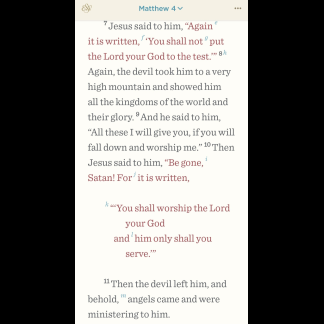 Matthew 4
7 Jesus said to him, “Again e
it is written, f ‘You shall not g put
the Lord your God to the test.’” 8 h
Again, the devil took him to a very
high mountain and showed him
all the kingdoms of the world and
their glory. 9 And he said to him,
“All these I will give you, if you will
fall down and worship me.” 10 Then
Jesus said to him, “Be gone, i
Satan! For j it is written,
k “‘You shall worship the Lord
your God
and l him only shall you
serve.’”
11 Then the devil left him, and
behold, m angels came and were
ministering to him.